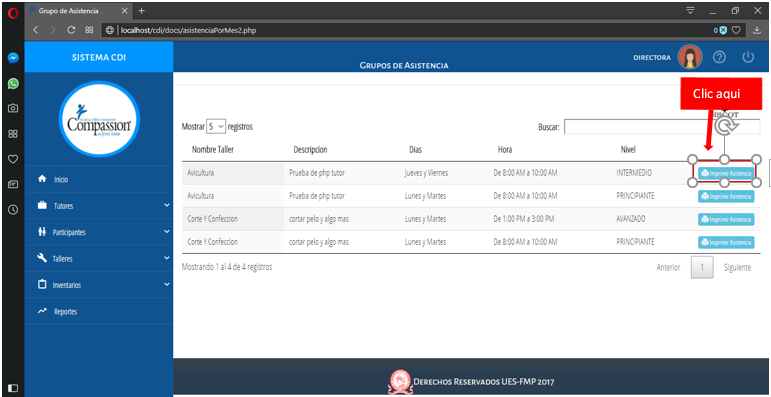 Grupo de Asistencia
localhost/cdi/docs/asistenciaPorMes2.php
0
SISTEMA CDI
DIRECTORA
GRUPOS DE ASISTENCIA
Clic aqui
Compassion
Mostrar 5 registros
Buscar:
Nombre Taller Descripcion Dias Hora Nivel
Avicultura Prueba de php tutor Jueves y Viernes De 8:00 AM a 10:00 AM INTERMEDIO Imprimir Asistencia
Avicultura Prueba de php tutor Lunes y Martes De 8:00 AM a 10:00 AM PRINCIPIANTE Imprimir Asistencia
Corte Y Confeccion cortar pelo y algo mas Lunes y Martes De 1:00 PM a 3:00 PM AVANZADO Imprimir Asistencia
Corte Y Confeccion cortar pelo y algo mas Lunes y Martes De 8:00 AM a 10:00 AM PRINCIPIANTE Imprimir Asistencia
Mostrando 1 al 4 de 4 registros
Anterior 1 Siguiente
Inicio
Tutores
Participantes
Talleres
Inventarios
Reportes
DERECHOS RESERVADOS UES-FMP 2017